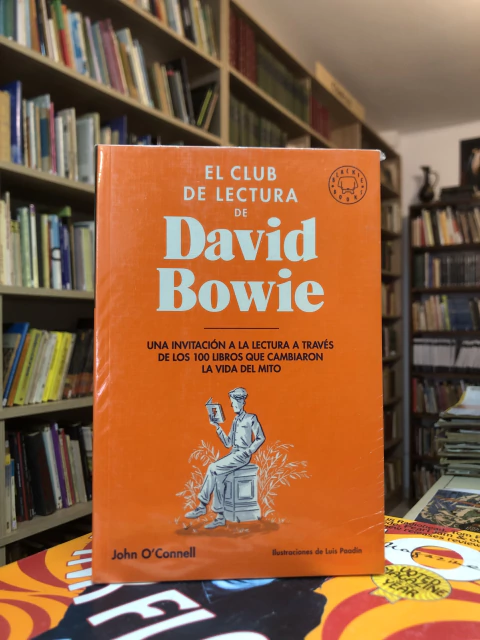 EL CLUB
DE LECTURA
DE
David
Bowie
UNA INVITACIÓN A LA LECTURA A TRAVÉS
DE LOS 100 LIBROS QUE CAMBIARON
LA VIDA DEL MITO
John O'Connell
Ilustraciones de Luis Paadin